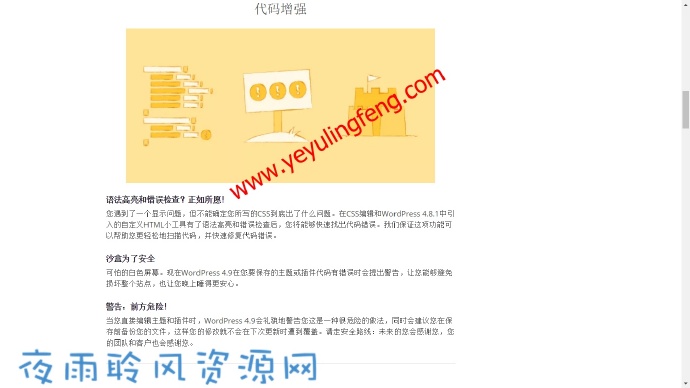 代码增强
www.yeyulingfeng.com
语法高亮和错误检查？正如所愿！
您遇到了一个显示问题，但不能确定您所写的CSS到底出了什么问题。在CSS编辑和WordPress 4.8.1中引
入的自定义HTML小工具有了语法高亮和错误检查后，您将能够快速找出代码错误。我们保证这项功能可
以帮助您更轻松地扫描代码，并快速修复代码错误。
沙盒为了安全
可怕的白色屏幕。现在WordPress 4.9在您要保存的主题或插件代码有错误时会提出警告，让您能够避免
损坏整个站点，也让您晚上睡得更安心。
警告：前方危险！
当您直接编辑主题和插件时，WordPress 4.9会礼貌地警告您这是一种很危险的做法，同时会建议您在保
存前备份您的文件，这样您的修改就不会在下次更新时遭到覆盖。请走安全路线：未来的您会感谢您，您
的团队和客户也会感谢您。
夜雨聆风资源网